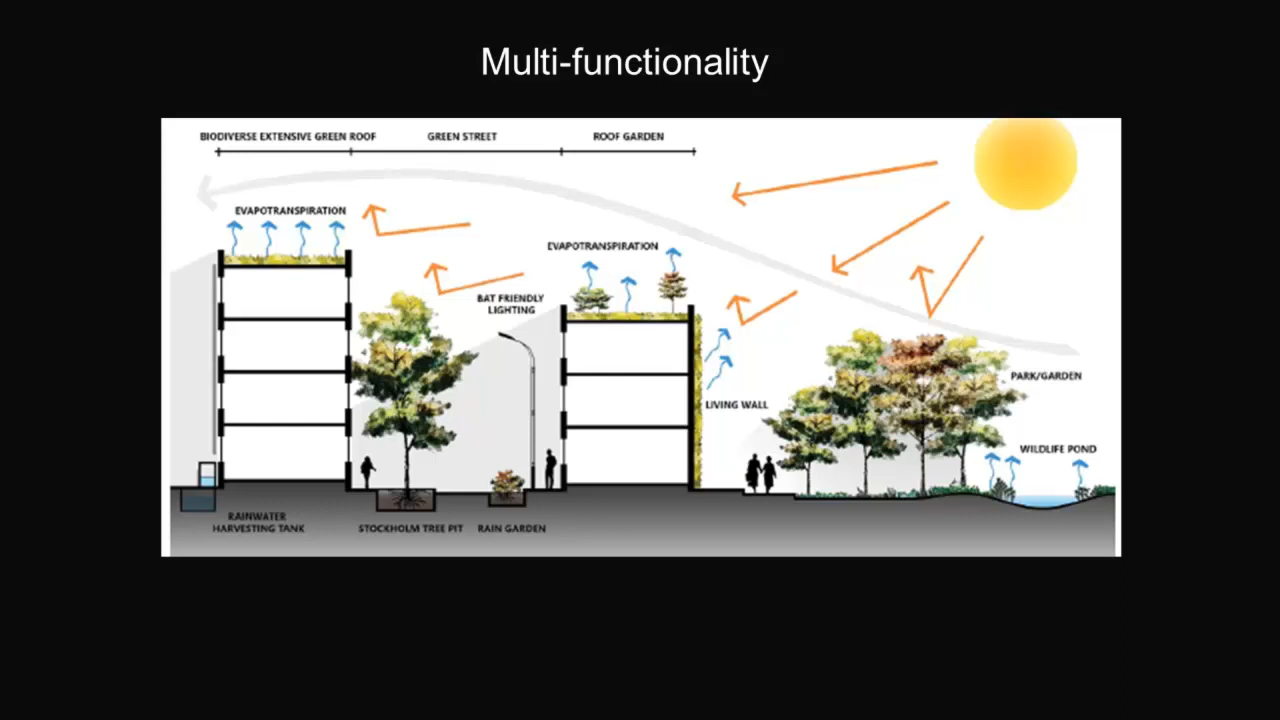 Multi-functionality
BIODIVERSE EXTENSIVE GREEN ROOF
GREEN STREET
ROOF GARDEN
EVAPOTRANSPIRATION
EVAPOTRANSPIRATION
BAT FRIENDLY
LIGHTING
PARK/GARDEN
LIVING WALL
WILDLIFE POND
RAINWATER
HARVESTING TANK
STOCKHOLM TREE PIT
RAIN GARDEN